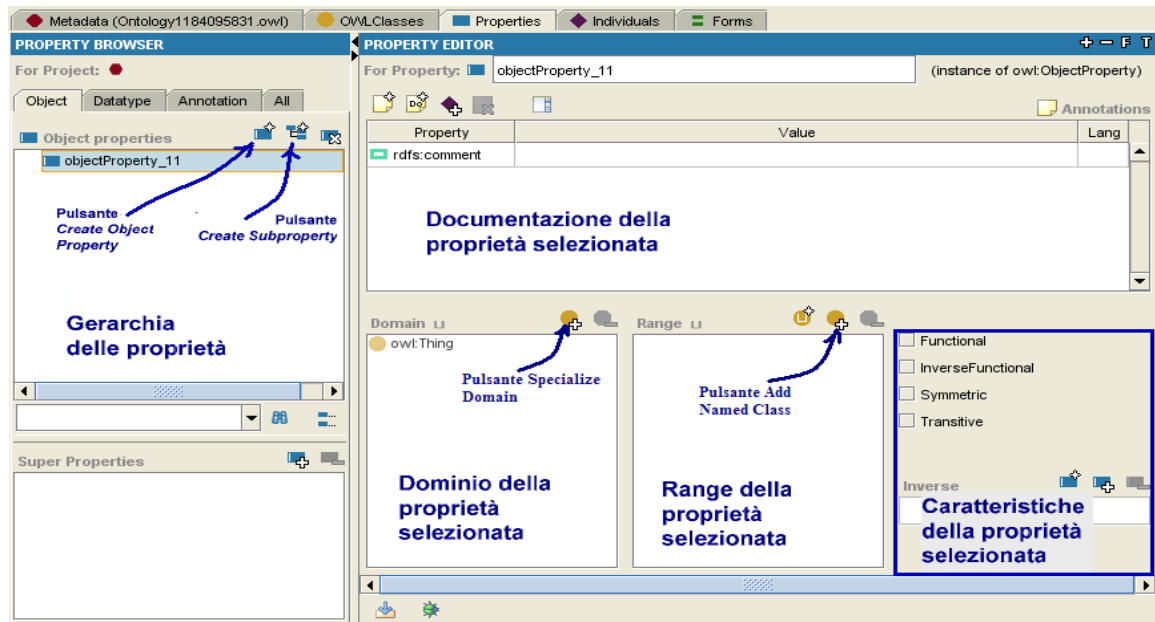 Metadata (Ontology1184095831.owl)
OWLClasses
Properties
Individuals
Forms
PROPERTY BROWSER
For Project:
Object
Datatype
Annotation
All
Object properties
objectProperty_11
Pulsante
Create Object
Property
Pulsante
Create Subproperty
Gerarchia
delle proprietà
Super Properties
PROPERTY EDITOR
F T
For Property:
objectProperty_11
(instance of owl:ObjectProperty)
Annotations
Property
Value
Lang
rdfs:comment
Documentazione della
proprietà selezionata
Domain ⊔
owl:Thing
Pulsante Specialize
Domain
Dominio della
proprietà
selezionata
Range ⊔
Pulsante Add
Named Class
Range della
proprietà
selezionata
Functional
InverseFunctional
Symmetric
Transitive
Inverse
Caratteristiche
della proprietà
selezionata